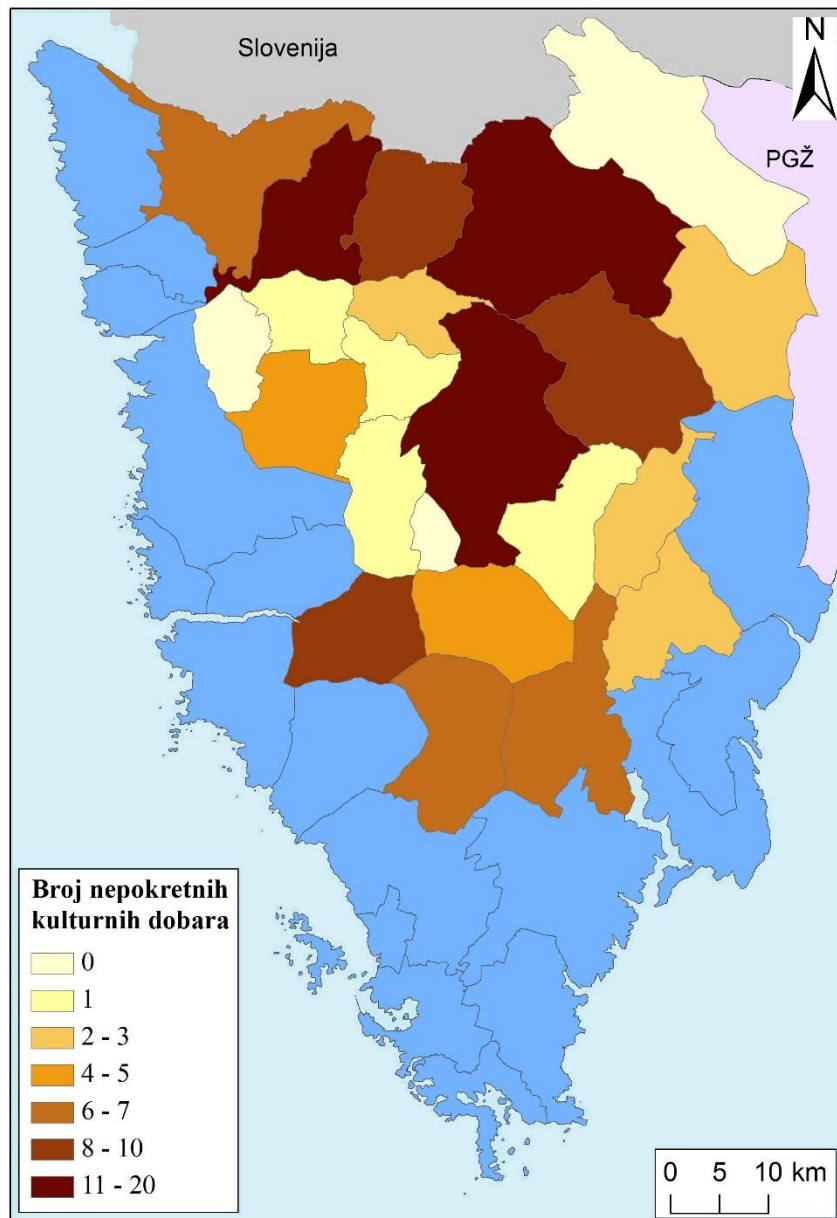 Slovenija
N
PGŽ
Broj nepokretnih
kulturnih dobara
0
1
2 - 3
4 - 5
6 - 7
8 - 10
11 - 20
0 5 10 km